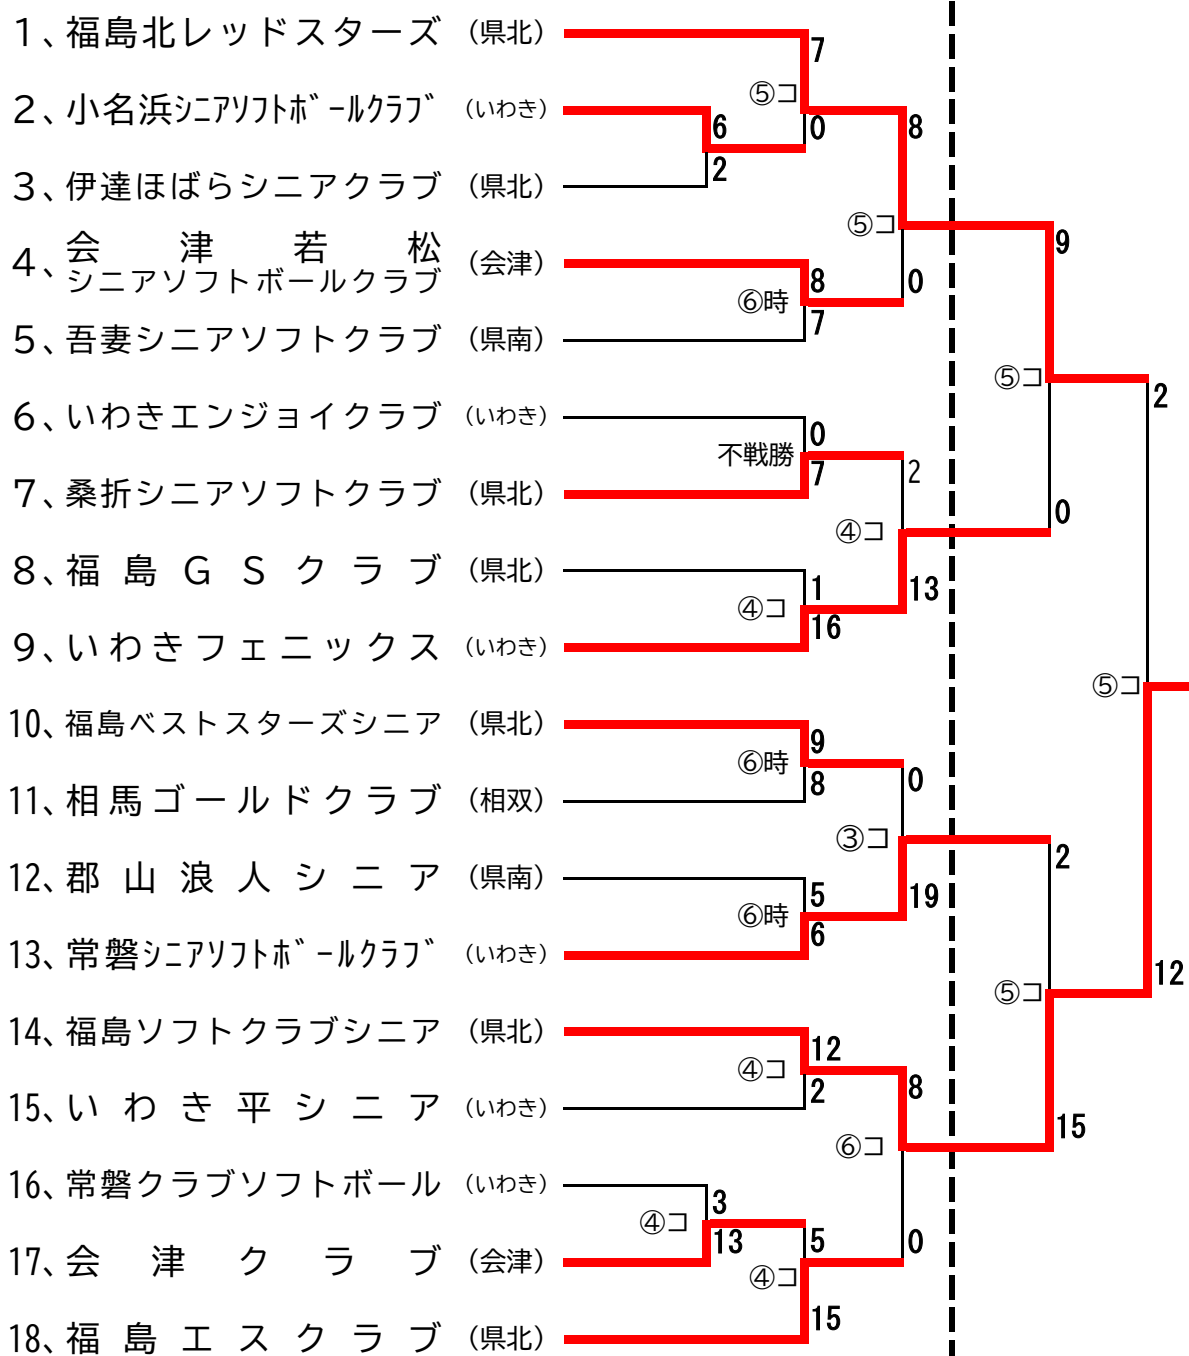 1、福島北レッドスターズ （県北）
7
⑤コ
2、小名浜ｼﾆｱｿﾌﾄﾎﾞｰﾙｸﾗﾌﾞ （いわき）
6
0
8
2
3、伊達ほばらシニアクラブ （県北）
⑤コ
9
4、会津若松
シニアソフトボールクラブ （会津）
8
0
⑥時
7
5、吾妻シニアソフトクラブ （県南）
⑤コ
2
6、いわきエンジョイクラブ （いわき）
0
不戦勝
7
2
7、桑折シニアソフトクラブ （県北）
0
④コ
8、福島ＧＳクラブ （県北）
1
13
④コ
16
9、いわきフェニックス （いわき）
⑤コ
10、福島ベストスターズシニア （県北）
9
⑥時
8
0
11、相馬ゴールドクラブ （相双）
③コ
2
12、郡山浪人シニア （県南）
5
19
⑥時
6
13、常磐ｼﾆｱｿﾌﾄﾎﾞｰﾙｸﾗﾌﾞ （いわき）
12
⑤コ
14、福島ソフトクラブシニア （県北）
12
④コ
2
8
15、いわき平シニア （いわき）
15
⑥コ
16、常磐クラブソフトボール （いわき）
3
④コ
13
5
0
17、会津クラブ （会津）
④コ
15
18、福島エスクラブ （県北）